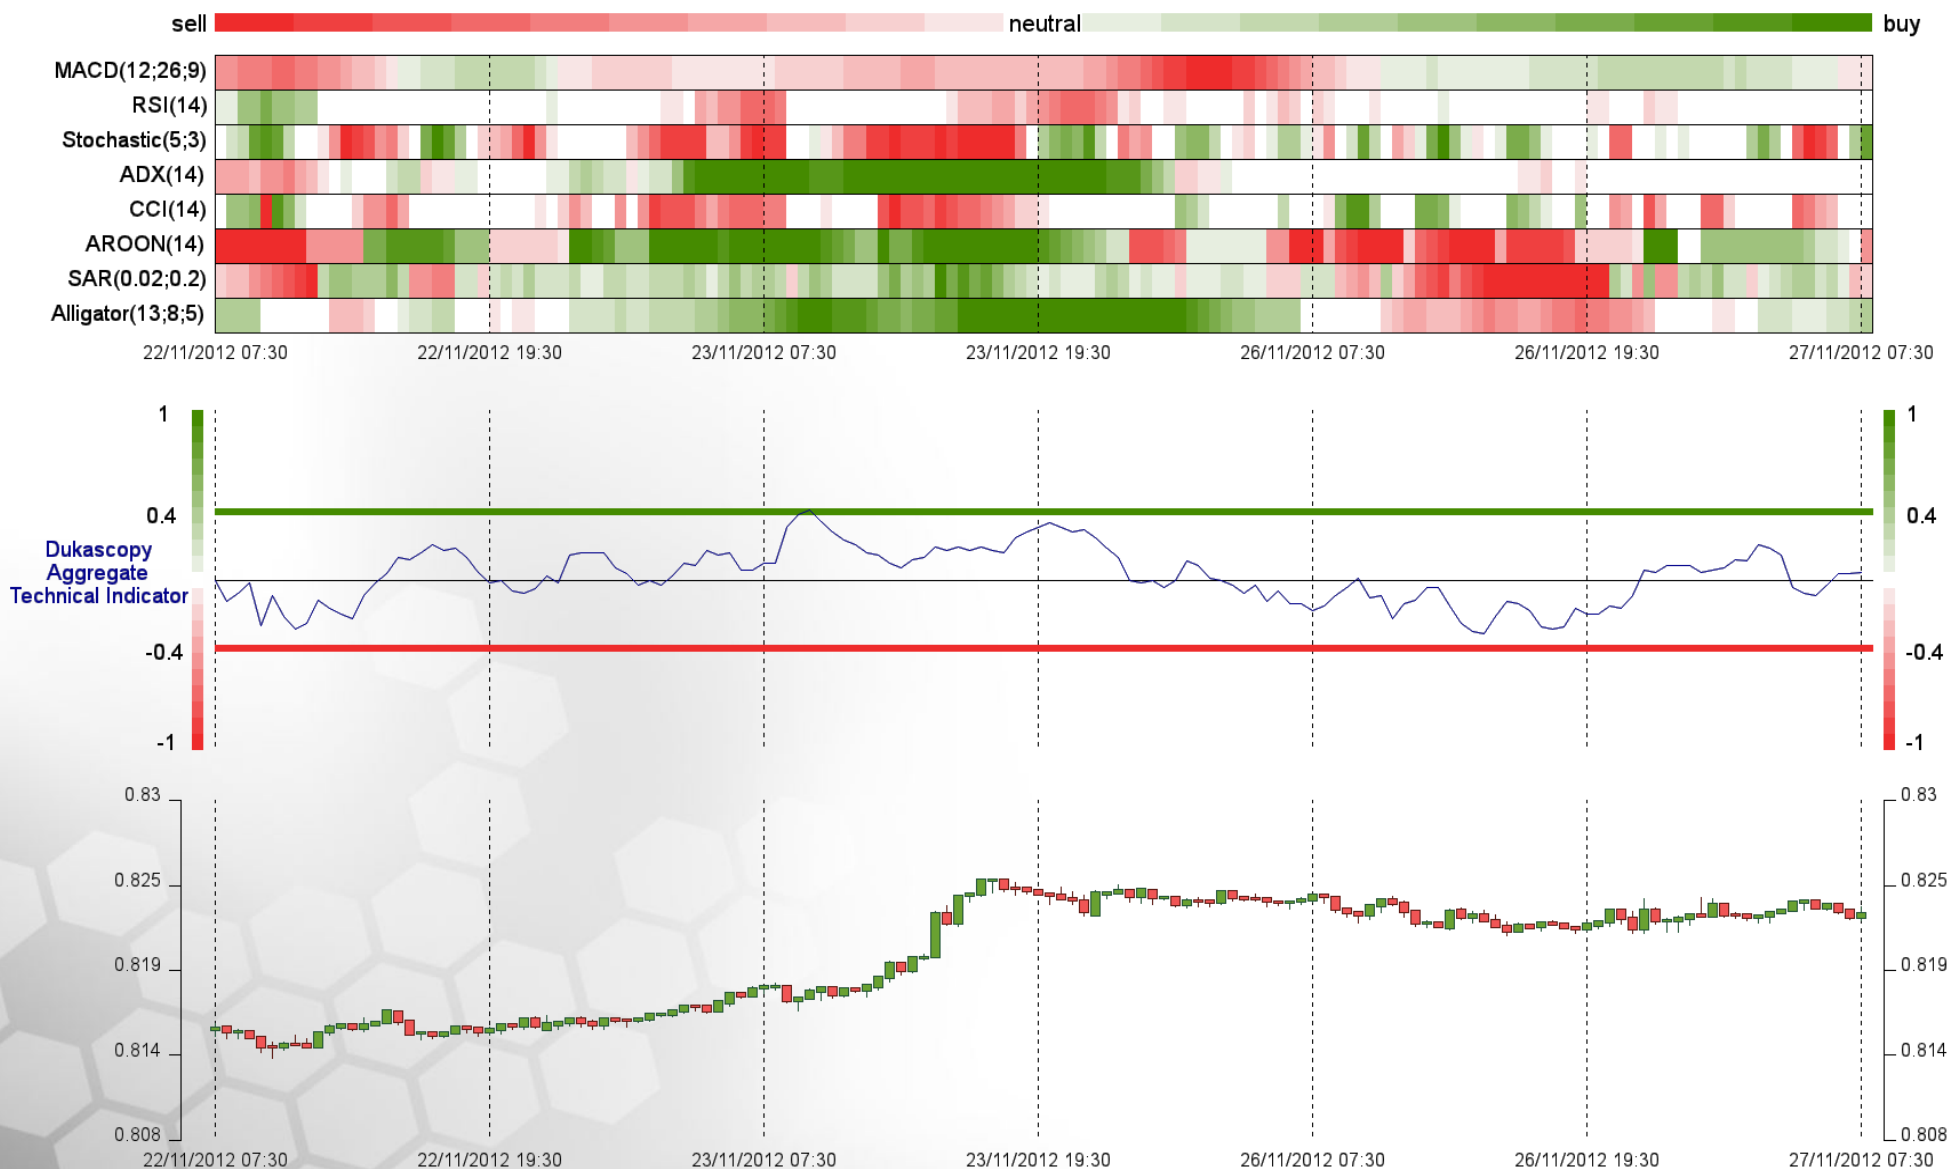 sell neutral buy
MACD(12;26;9)
RSI(14)
Stochastic(5;3)
ADX(14)
CCI(14)
AROON(14)
SAR(0.02;0.2)
Alligator(13;8;5)
22/11/2012 07:30 22/11/2012 19:30 23/11/2012 07:30 23/11/2012 19:30 26/11/2012 07:30 26/11/2012 19:30 27/11/2012 07:30
1 1
0.4 0.4
Dukascopy
Aggregate
Technical Indicator
-0.4 -0.4
-1 -1
0.83 0.83
0.825 0.825
0.819 0.819
0.814 0.814
0.808 0.808
22/11/2012 07:30 22/11/2012 19:30 23/11/2012 07:30 23/11/2012 19:30 26/11/2012 07:30 26/11/2012 19:30 27/11/2012 07:30